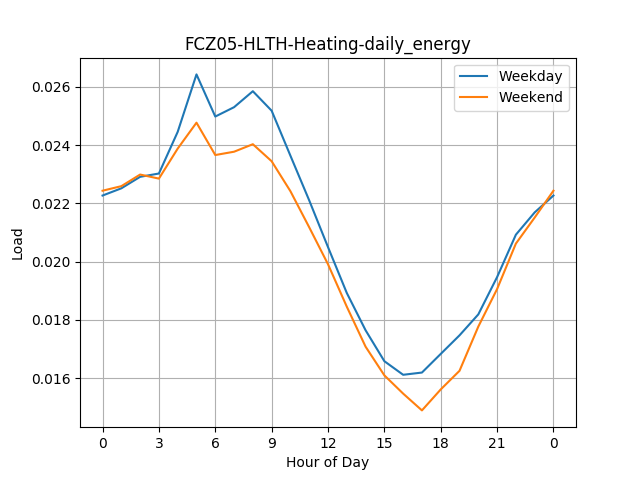 FCZ05-HLTH-Heating-daily_energy
Weekday
Weekend
0.026
0.024
0.022
0.020
0.018
0.016
Load
0 3 6 9 12 15 18 21 0
Hour of Day